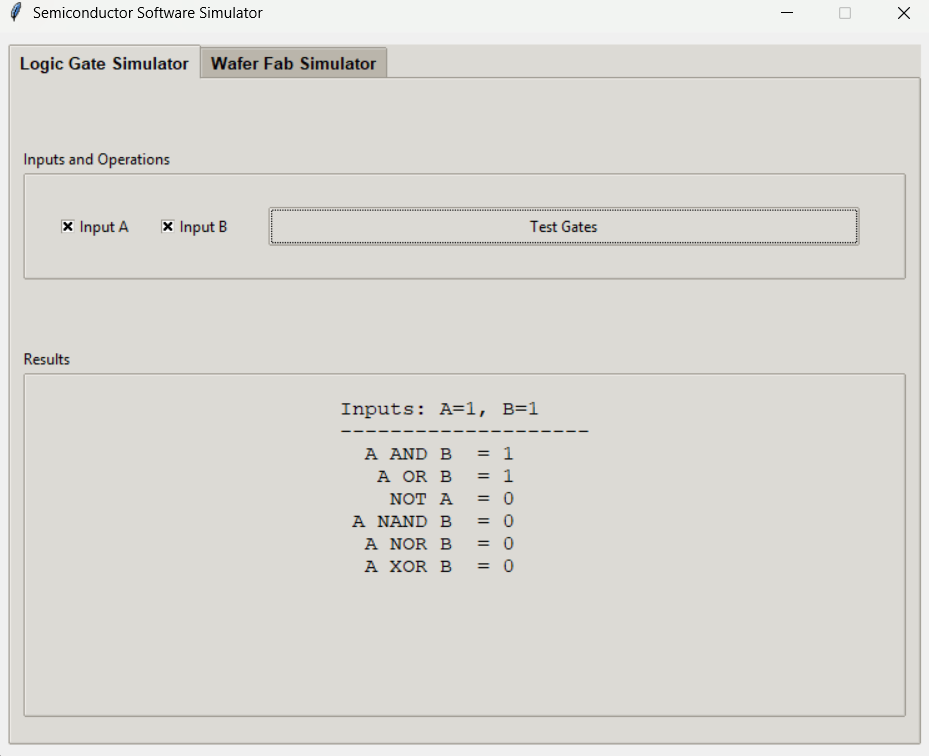 Semiconductor Software Simulator
Logic Gate Simulator Wafer Fab Simulator
Inputs and Operations
Input A Input B Test Gates
Results
Inputs: A=1, B=1
--------------------
A AND B = 1
A OR B = 1
NOT A = 0
A NAND B = 0
A NOR B = 0
A XOR B = 0